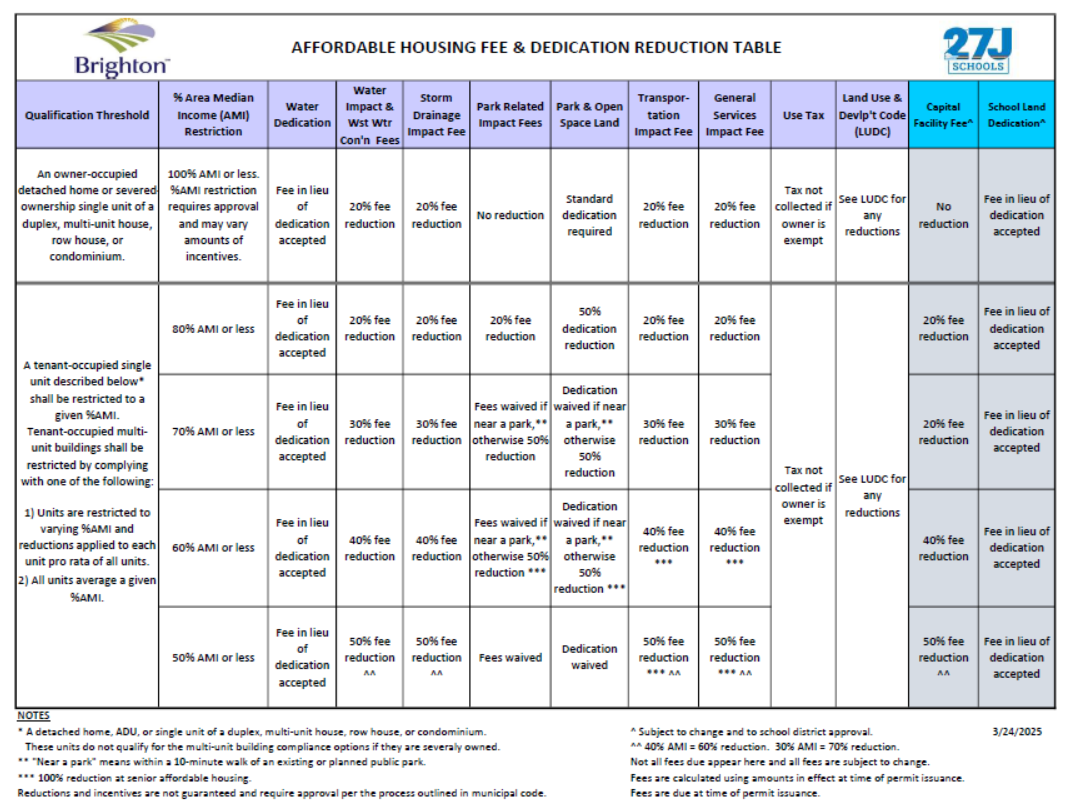 Brighton™
AFFORDABLE HOUSING FEE & DEDICATION REDUCTION TABLE
27J
SCHOOLS
Qualification Threshold
% Area Median
Income (AMI)
Restriction
Water
Dedication
Water
Impact &
Wst Wtr
Con'n Fees
Storm
Drainage
Impact Fee
Park Related
Impact Fees
Park & Open
Space Land
Transpor-
tation
Impact Fee
General
Services
Impact Fee
Use Tax
Land Use &
Devlp't Code
(LUDC)
Capital
Facility Fee^
School Land
Dedication^
An owner-occupied
detached home or severed-
ownership single unit of a
duplex, multi-unit house,
row house, or
condominium.
100% AMI or less.
%AMI restriction
requires approval
and may vary
amounts of
incentives.
Fee in lieu
of
dedication
accepted
20% fee
reduction
20% fee
reduction
No reduction
Standard
dedication
required
20% fee
reduction
20% fee
reduction
Tax not
collected if
owner is
exempt
See LUDC for
any
reductions
No
reduction
Fee in lieu of
dedication
accepted
A tenant-occupied single
unit described below*
shall be restricted to a
given %AMI.
Tenant-occupied multi-
unit buildings shall be
restricted by complying
with one of the following:
1) Units are restricted to
varying %AMI and
reductions applied to each
unit pro rata of all units.
2) All units average a given
%AMI.
80% AMI or less
Fee in lieu
of
dedication
accepted
20% fee
reduction
20% fee
reduction
20% fee
reduction
50%
dedication
reduction
20% fee
reduction
20% fee
reduction
Tax not
collected if
owner is
exempt
See LUDC for
any
reductions
20% fee
reduction
Fee in lieu of
dedication
accepted
70% AMI or less
Fee in lieu
of
dedication
accepted
30% fee
reduction
30% fee
reduction
Fees waived if
near a park,**
otherwise 50%
reduction
Dedication
waived if near
a park,**
otherwise
50%
reduction
30% fee
reduction
30% fee
reduction
20% fee
reduction
Fee in lieu of
dedication
accepted
60% AMI or less
Fee in lieu
of
dedication
accepted
40% fee
reduction
40% fee
reduction
Fees waived if
near a park,**
otherwise 50%
reduction ***
Dedication
waived if near
a park,**
otherwise
50%
reduction ***
40% fee
reduction
***
40% fee
reduction
***
40% fee
reduction
Fee in lieu of
dedication
accepted
50% AMI or less
Fee in lieu
of
dedication
accepted
50% fee
reduction
^^
50% fee
reduction
^^
Fees waived
Dedication
waived
50% fee
reduction
*** ^^
50% fee
reduction
*** ^^
50% fee
reduction
^^
Fee in lieu of
dedication
accepted
NOTES
* A detached home, ADU, or single unit of a duplex, multi-unit house, row house, or condominium.
These units do not qualify for the multi-unit building compliance options if they are severaly owned.
** "Near a park" means within a 10-minute walk of an existing or planned public park.
*** 100% reduction at senior affordable housing.
Reductions and incentives are not guaranteed and require approval per the process outlined in municipal code.
^ Subject to change and to school district approval.
^^ 40% AMI = 60% reduction. 30% AMI = 70% reduction.
Not all fees due appear here and all fees are subject to change.
Fees are calculated using amounts in effect at time of permit issuance.
Fees are due at time of permit issuance.
3/24/2025